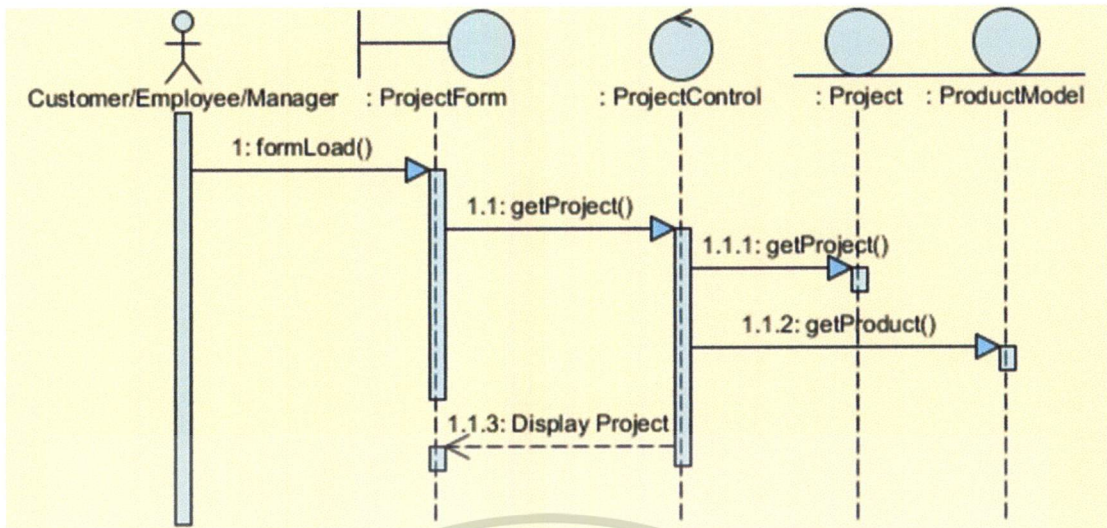 Customer/Employee/Manager : ProjectForm : ProjectControl : Project : ProductModel
1: formLoad()
1.1: getProject()
1.1.1: getProject()
1.1.2: getProduct()
1.1.3: Display Project